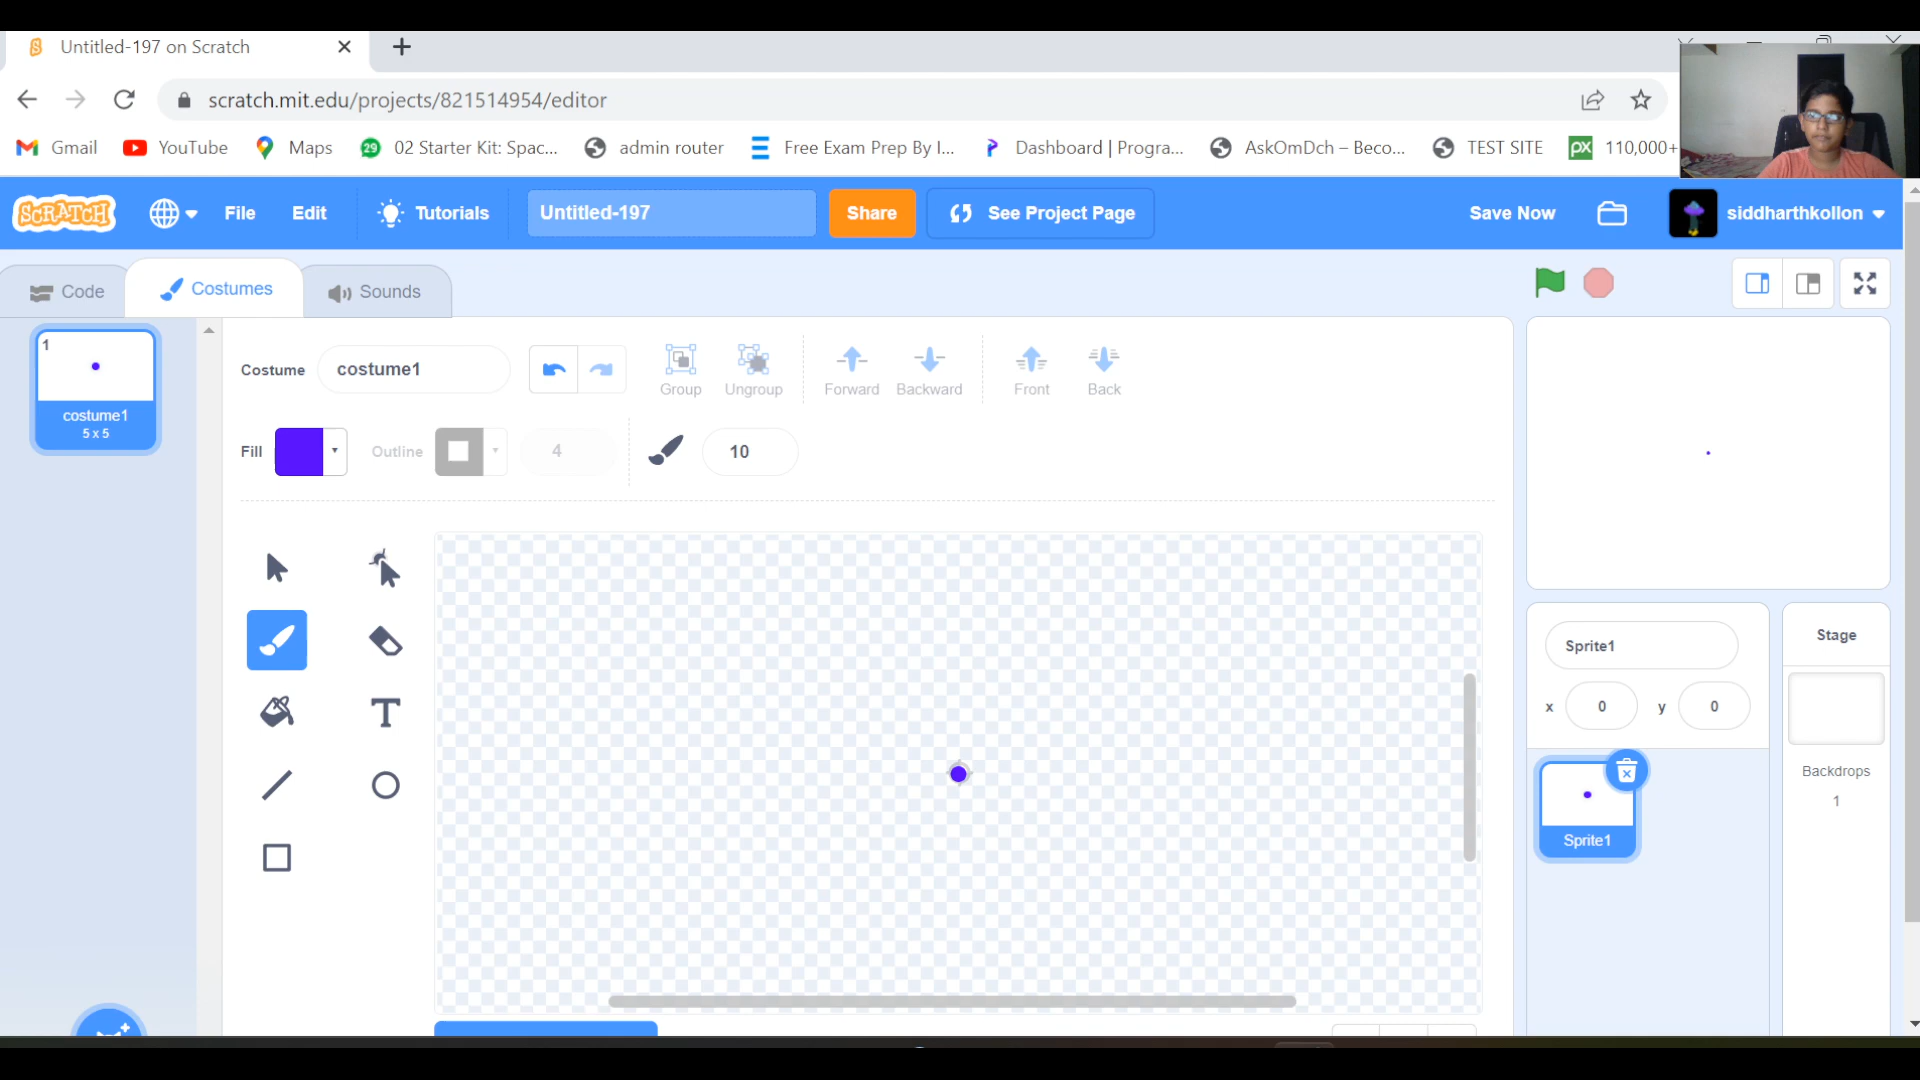 Untitled-197 on Scratch
scratch.mit.edu/projects/821514954/editor
Gmail YouTube Maps 29 02 Starter Kit: Spac... admin router Free Exam Prep By I... Dashboard | Progra... AskOmDch – Beco... TEST SITE px 110,000+
SCRATCH File Edit Tutorials Untitled-197 Share See Project Page Save Now siddharthkollon
Code Costumes Sounds
1
costume1
5 x 5
Costume costume1 Group Ungroup Forward Backward Front Back
Fill Outline 4 10
T
Sprite1
x 0 y 0
Sprite1
Stage
Backdrops
1